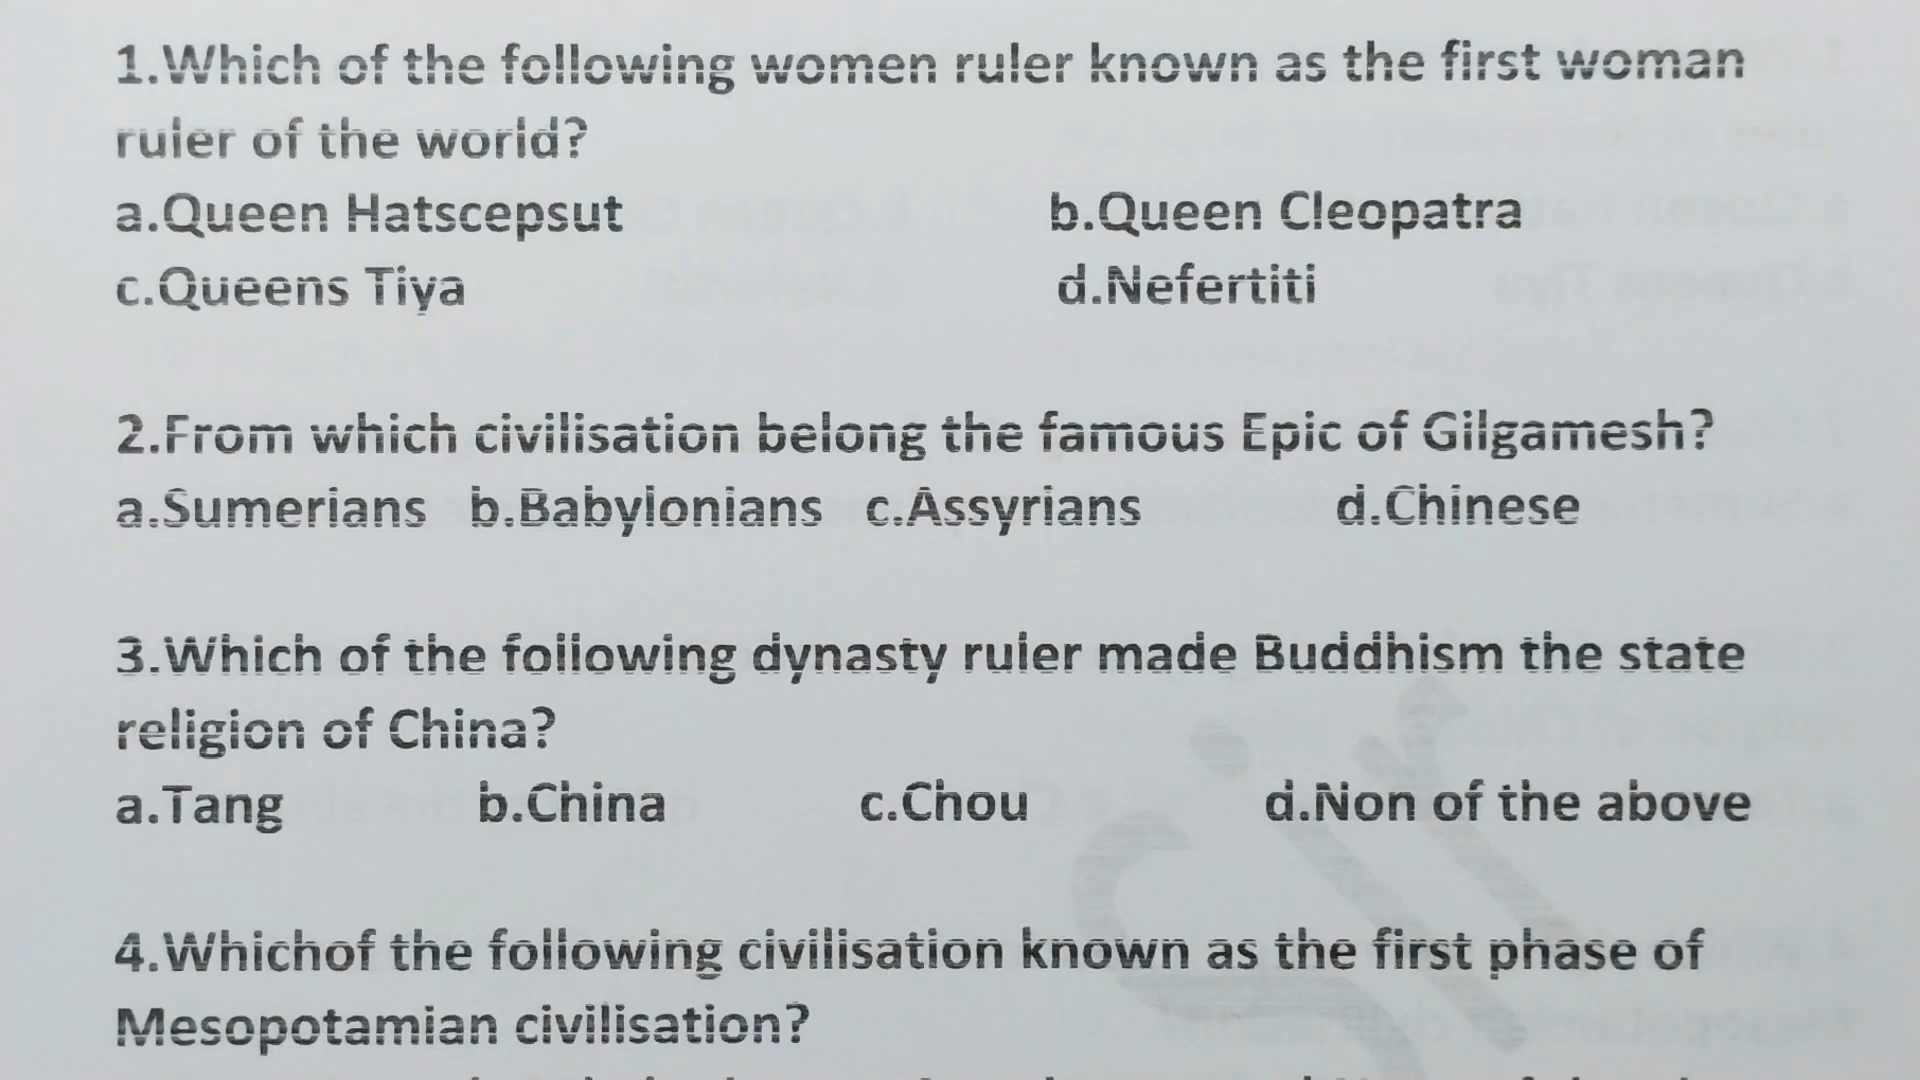 1.Which of the following women ruler known as the first woman
ruler of the world?
a.Queen Hatscepsut b.Queen Cleopatra
c.Queens Tiya d.Nefertiti
2.From which civilisation belong the famous Epic of Gilgamesh?
a.Sumerians b.Babylonians c.Assyrians d.Chinese
3.Which of the following dynasty ruler made Buddhism the state
religion of China?
a.Tang b.China c.Chou d.Non of the above
4.Whichof the following civilisation known as the first phase of
Mesopotamian civilisation?